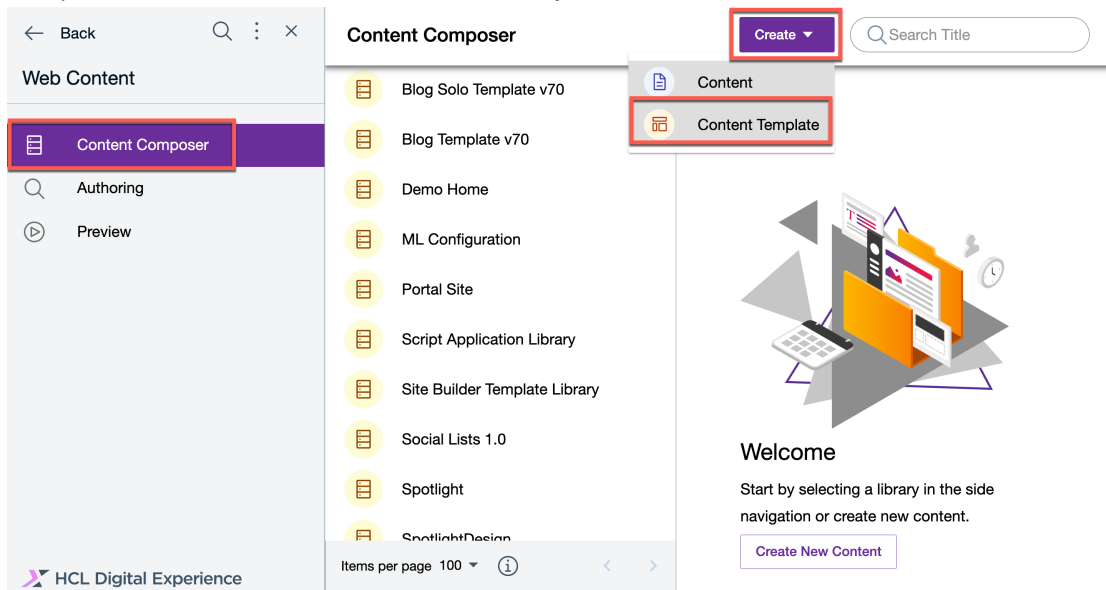 Back
Web Content
Content Composer
Authoring
Preview
HCL Digital Experience
Content Composer
Create
Search Title
Content
Content Template
Blog Solo Template v70
Blog Template v70
Demo Home
ML Configuration
Portal Site
Script Application Library
Site Builder Template Library
Social Lists 1.0
Spotlight
SpotlightDesign
Items per page 100
T
Welcome
Start by selecting a library in the side
navigation or create new content.
Create New Content